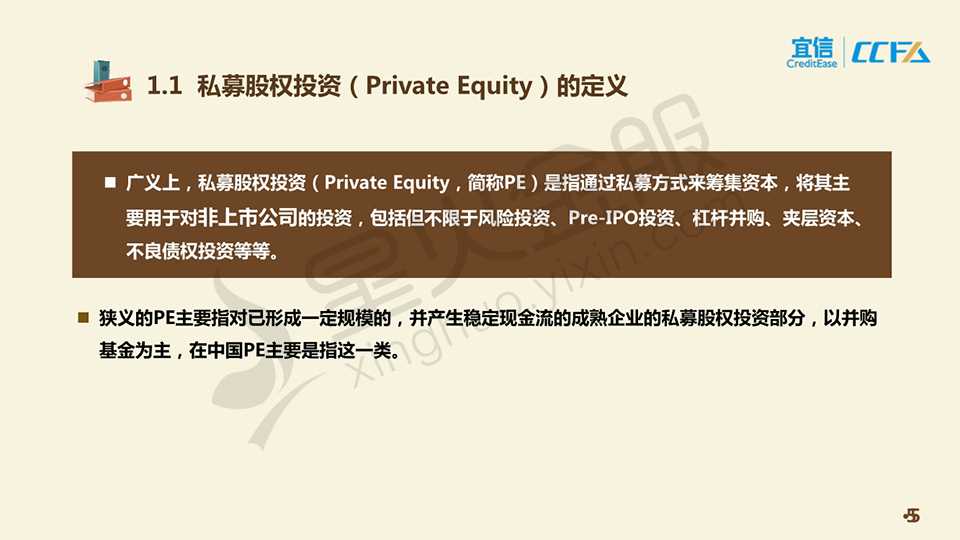 宜信
CreditEase
CCFA
1.1 私募股权投资（Private Equity）的定义
■ 广义上，私募股权投资（Private Equity，简称PE）是指通过私募方式来筹集资本，将其主
要用于对非上市公司的投资，包括但不限于风险投资、Pre-IPO投资、杠杆并购、夹层资本、
不良债权投资等等。
■ 狭义的PE主要指对已形成一定规模的，并产生稳定现金流的成熟企业的私募股权投资部分，以并购
基金为主，在中国PE主要是指这一类。
星火金服
xinghuo.yixin.com
5